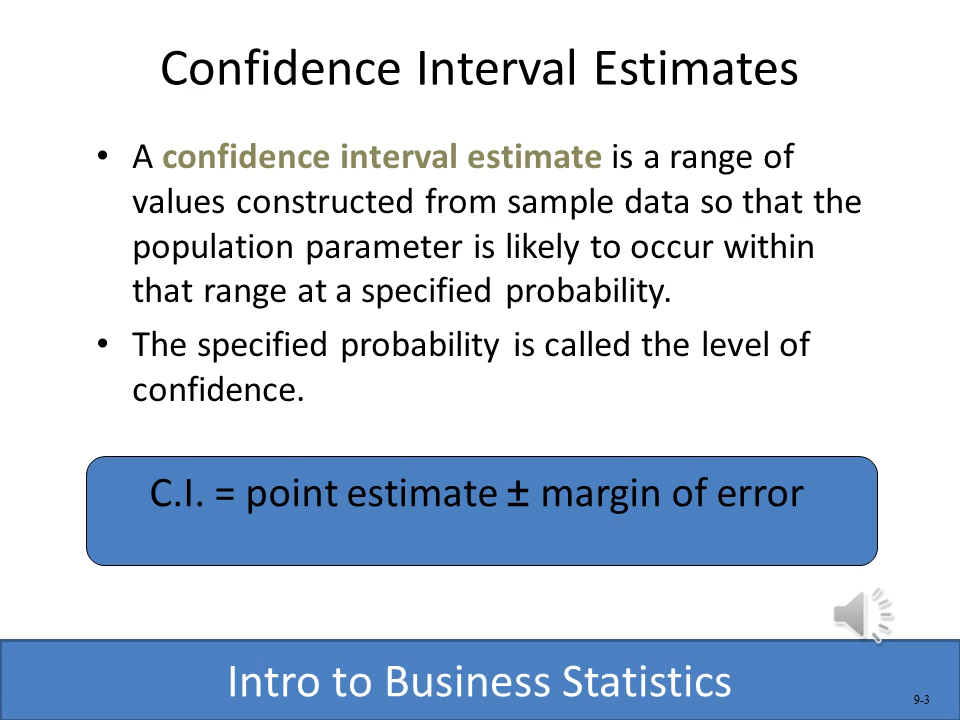 Confidence Interval Estimates
• A confidence interval estimate is a range of
values constructed from sample data so that the
population parameter is likely to occur within
that range at a specified probability.
• The specified probability is called the level of
confidence.
C.I. = point estimate ± margin of error
Intro to Business Statistics
9-3